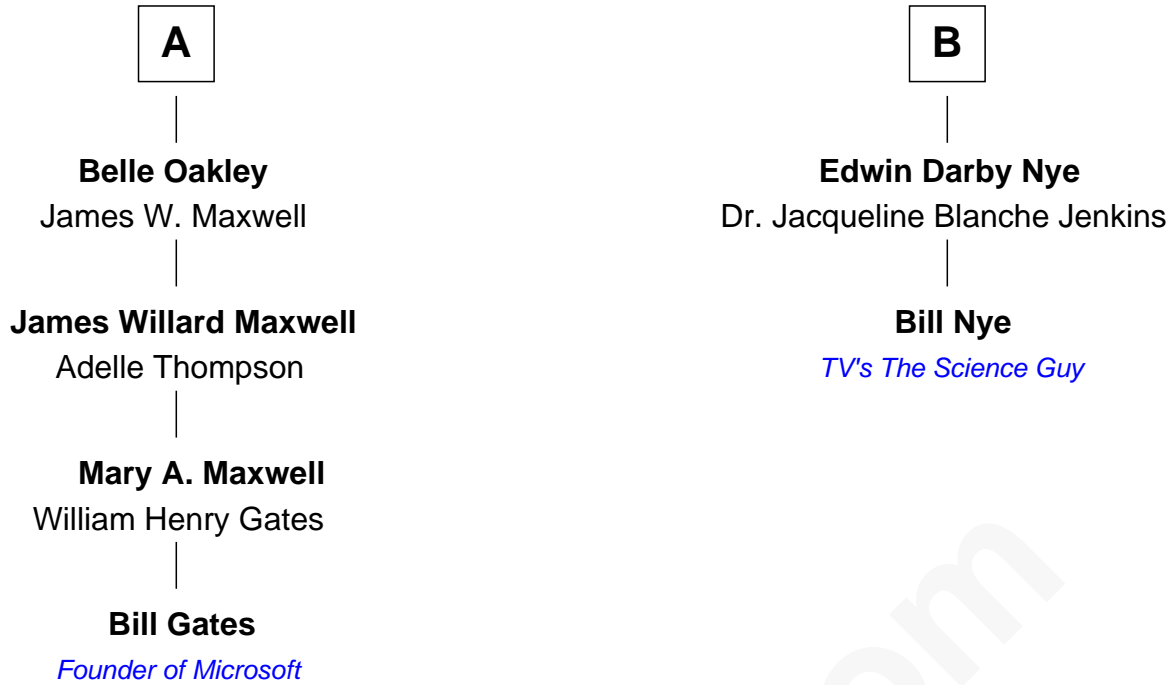 A
Belle Oakley
James W. Maxwell
James Willard Maxwell
Adelle Thompson
Mary A. Maxwell
William Henry Gates
Bill Gates
Founder of Microsoft
B
Edwin Darby Nye
Dr. Jacqueline Blanche Jenkins
Bill Nye
TV's The Science Guy
om